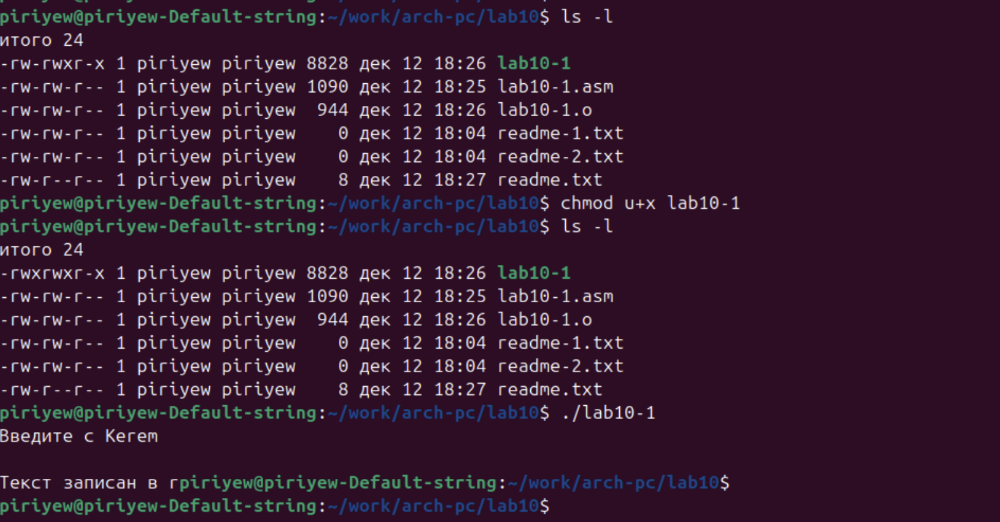 piriyew@piriyew-Default-string:~/work/arch-pc/lab10$ ls -l
итого 24
-rw-rwxr-x 1 piriyew piriyew 8828 дек 12 18:26 lab10-1
-rw-rw-r-- 1 piriyew piriyew 1090 дек 12 18:25 lab10-1.asm
-rw-rw-r-- 1 piriyew piriyew  944 дек 12 18:26 lab10-1.o
-rw-rw-r-- 1 piriyew piriyew    0 дек 12 18:04 readme-1.txt
-rw-rw-r-- 1 piriyew piriyew    0 дек 12 18:04 readme-2.txt
-rw-r--r-- 1 piriyew piriyew    8 дек 12 18:27 readme.txt
piriyew@piriyew-Default-string:~/work/arch-pc/lab10$ chmod u+x lab10-1
piriyew@piriyew-Default-string:~/work/arch-pc/lab10$ ls -l
итого 24
-rwxrwxr-x 1 piriyew piriyew 8828 дек 12 18:26 lab10-1
-rw-rw-r-- 1 piriyew piriyew 1090 дек 12 18:25 lab10-1.asm
-rw-rw-r-- 1 piriyew piriyew  944 дек 12 18:26 lab10-1.o
-rw-rw-r-- 1 piriyew piriyew    0 дек 12 18:04 readme-1.txt
-rw-rw-r-- 1 piriyew piriyew    0 дек 12 18:04 readme-2.txt
-rw-r--r-- 1 piriyew piriyew    8 дек 12 18:27 readme.txt
piriyew@piriyew-Default-string:~/work/arch-pc/lab10$ ./lab10-1
Введите с Кегем
Текст записан в rpiriyew@piriyew-Default-string:~/work/arch-pc/lab10$
piriyew@piriyew-Default-string:~/work/arch-pc/lab10$